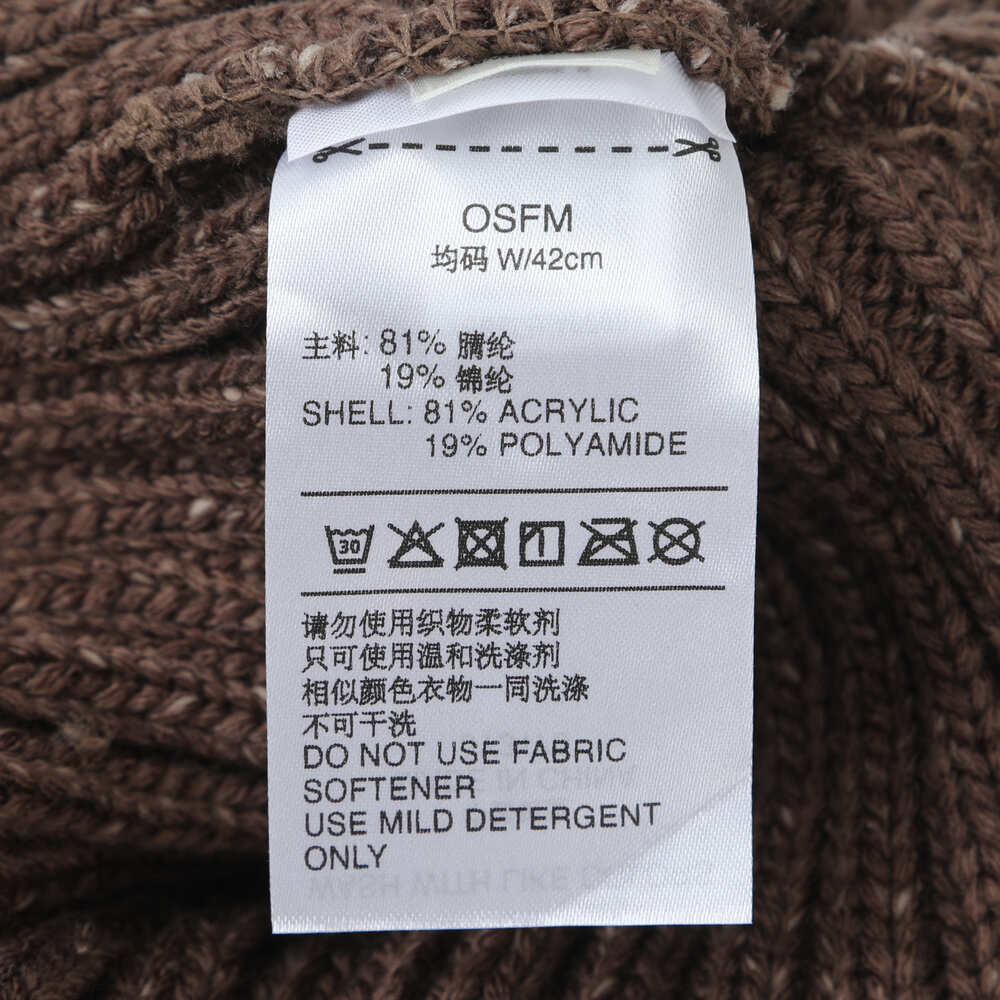 OSFM
均码 W/42cm
主料: 81% 腈纶
19% 锦纶
SHELL: 81% ACRYLIC
19% POLYAMIDE
30
1
请勿使用织物柔软剂
只可使用温和洗涤剂
相似颜色衣物一同洗涤
不可干洗
DO NOT USE FABRIC
SOFTENER
USE MILD DETERGENT
ONLY